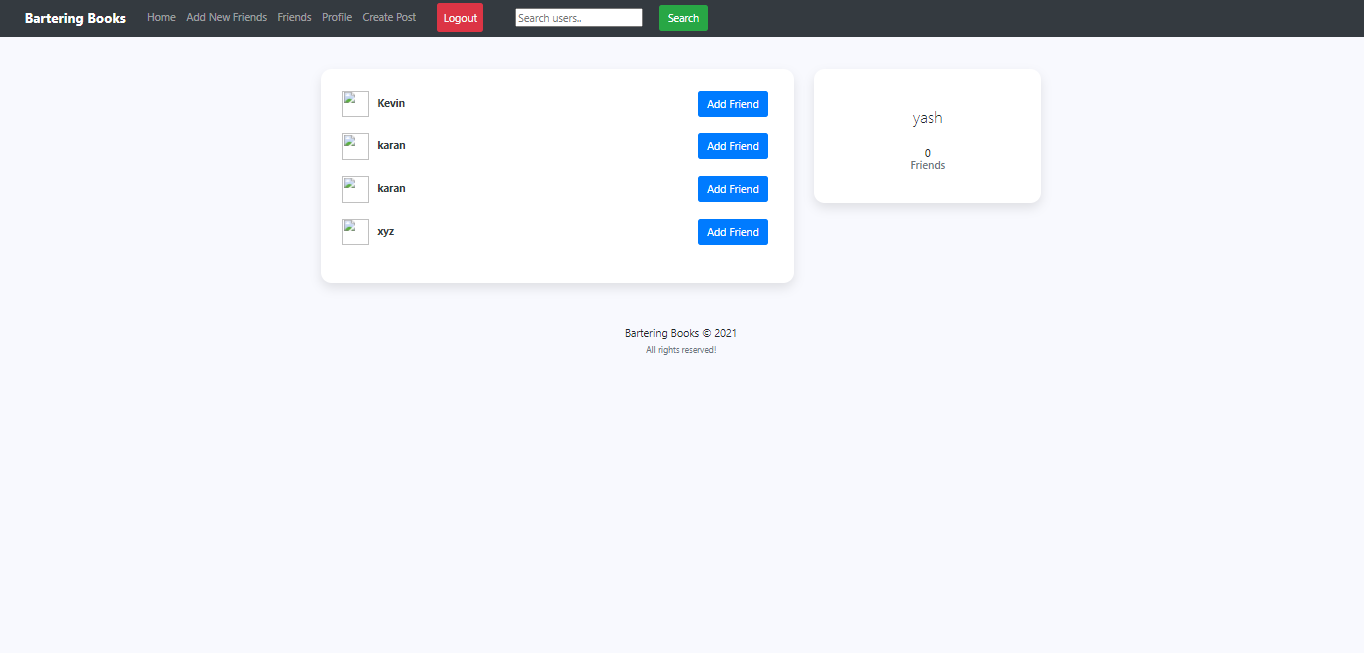 Bartering Books Home Add New Friends Friends Profile Create Post Logout Search users.. Search
Kevin Add Friend
karan Add Friend
karan Add Friend
xyz Add Friend
yash
0
Friends
Bartering Books © 2021
All rights reserved!